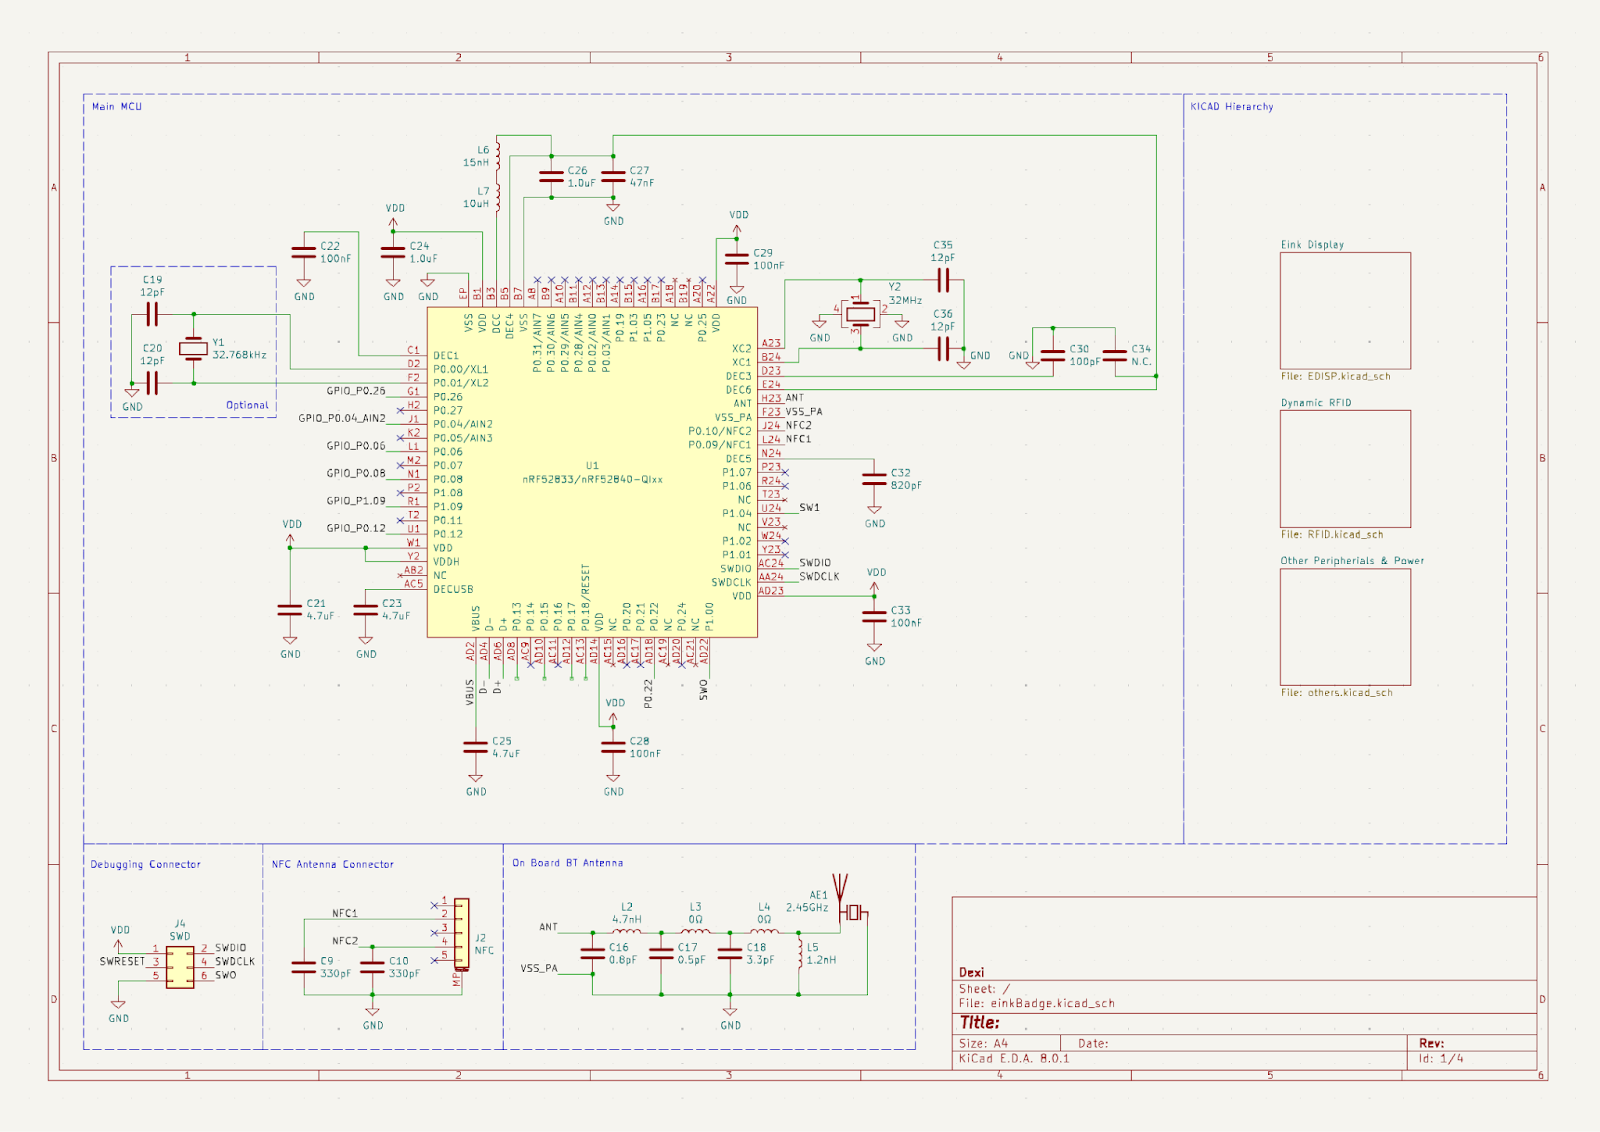 1 2 3 4 5 6
A
B
C
D
A
B
C
D
1 2 3 4 5 6
Main MCU
KICAD Hierarchy
L6
15nH
L7
10uH
C26
1.0uF
C27
47nF
GND
VDD
C22
100nF
GND
C24
1.0uF
GND
GND
VDD
C29
100nF
GND
C19
12pF
C20
12pF
Y1
32.768kHz
GND
Optional
EP B1 B3 B5 B7 A8 B9 A10 B11 A12 B13 A14 B15 A16 B17 A18 B19 A20 A22
VSS
VDD
DCC
DEC4
VSS
P0.31/AIN7
P0.30/AIN6
P0.29/AIN5
P0.28/AIN4
P0.02/AIN0
P0.03/AIN1
P0.19
P1.03
P1.05
P0.23
NC
NC
P0.25
VDD
U1
nRF52833/nRF52840-QIxx
C1 DEC1
D2 P0.00/XL1
F2 P0.01/XL2
GPIO_P0.26 G1 P0.26
H2 P0.27
GPIO_P0.04_AIN2 J1 P0.04/AIN2
K2 P0.05/AIN3
GPIO_P0.06 L1 P0.06
M2 P0.07
GPIO_P0.08 N1 P0.08
P2 P1.08
GPIO_P1.09 R1 P1.09
T2 P0.11
GPIO_P0.12 U1 P0.12
W1 VDD
Y2 VDDH
AB2 NC
AC5 DECUSB
VDD
C21
4.7uF
GND
C23
4.7uF
GND
XC2 A23
XC1 B24
DEC3 D23
DEC6 E24
ANT H23 ANT
VSS_PA F23 VSS_PA
P0.10/NFC2 J24 NFC2
P0.09/NFC1 L24 NFC1
DEC5 N24
P1.07 P23
P1.06 R24
NC T23
P1.04 U24 SW1
NC V23
P1.02 W24
P1.01 Y23
SWDIO AC24 SWDIO
SWDCLK AA24 SWDCLK
VDD AD23
C35
12pF
Y2
32MHz
1
4
2
3
GND
GND
C36
12pF
GND
GND
C30
100pF
C34
N.C.
C32
820pF
GND
VDD
C33
100nF
GND
VBUS
D-
D+
P0.13
P0.14
P0.15
P0.16
P0.17
P0.18/RESET
VDD
NC
P0.20
P0.21
P0.22
NC
P0.24
NC
P1.00
AD2 AD4 AD6 AD8 AC9 AD10 AC11 AD12 AC13 AD14 AC15 AD16 AC17 AD18 AC19 AD20 AC21 AD22
VBUS
D-
D+
P0.22
SWO
C25
4.7uF
GND
VDD
C28
100nF
GND
Eink Display
File: EDISP.kicad_sch
Dynamic RFID
File: RFID.kicad_sch
Other Peripherials & Power
File: others.kicad_sch
Debugging Connector
J4
SWD
VDD
1 2 SWDIO
SWRESET 3 4 SWDCLK
5 6 SWO
GND
NFC Antenna Connector
NFC1
NFC2
1
2
3
4
5
MP
J2
NFC
C9
330pF
C10
330pF
GND
On Board BT Antenna
ANT
VSS_PA
L2
4.7nH
L3
0Ω
L4
0Ω
AE1
2.45GHz
C16
0.8pF
C17
0.5pF
C18
3.3pF
L5
1.2nH
GND
Dexi
Sheet: /
File: einkBadge.kicad_sch
Title:
Size: A4 Date: Rev:
KiCad E.D.A. 8.0.1 Id: 1/4